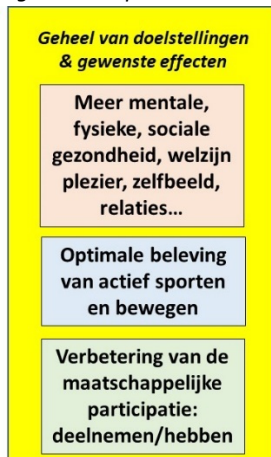 Geheel van doelstellingen
& gewenste effecten
Meer mentale,
fysieke, sociale
gezondheid, welzijn
plezier, zelfbeeld,
relaties…
Optimale beleving
van actief sporten
en bewegen
Verbetering van de
maatschappelijke
participatie:
deelnemen/hebben